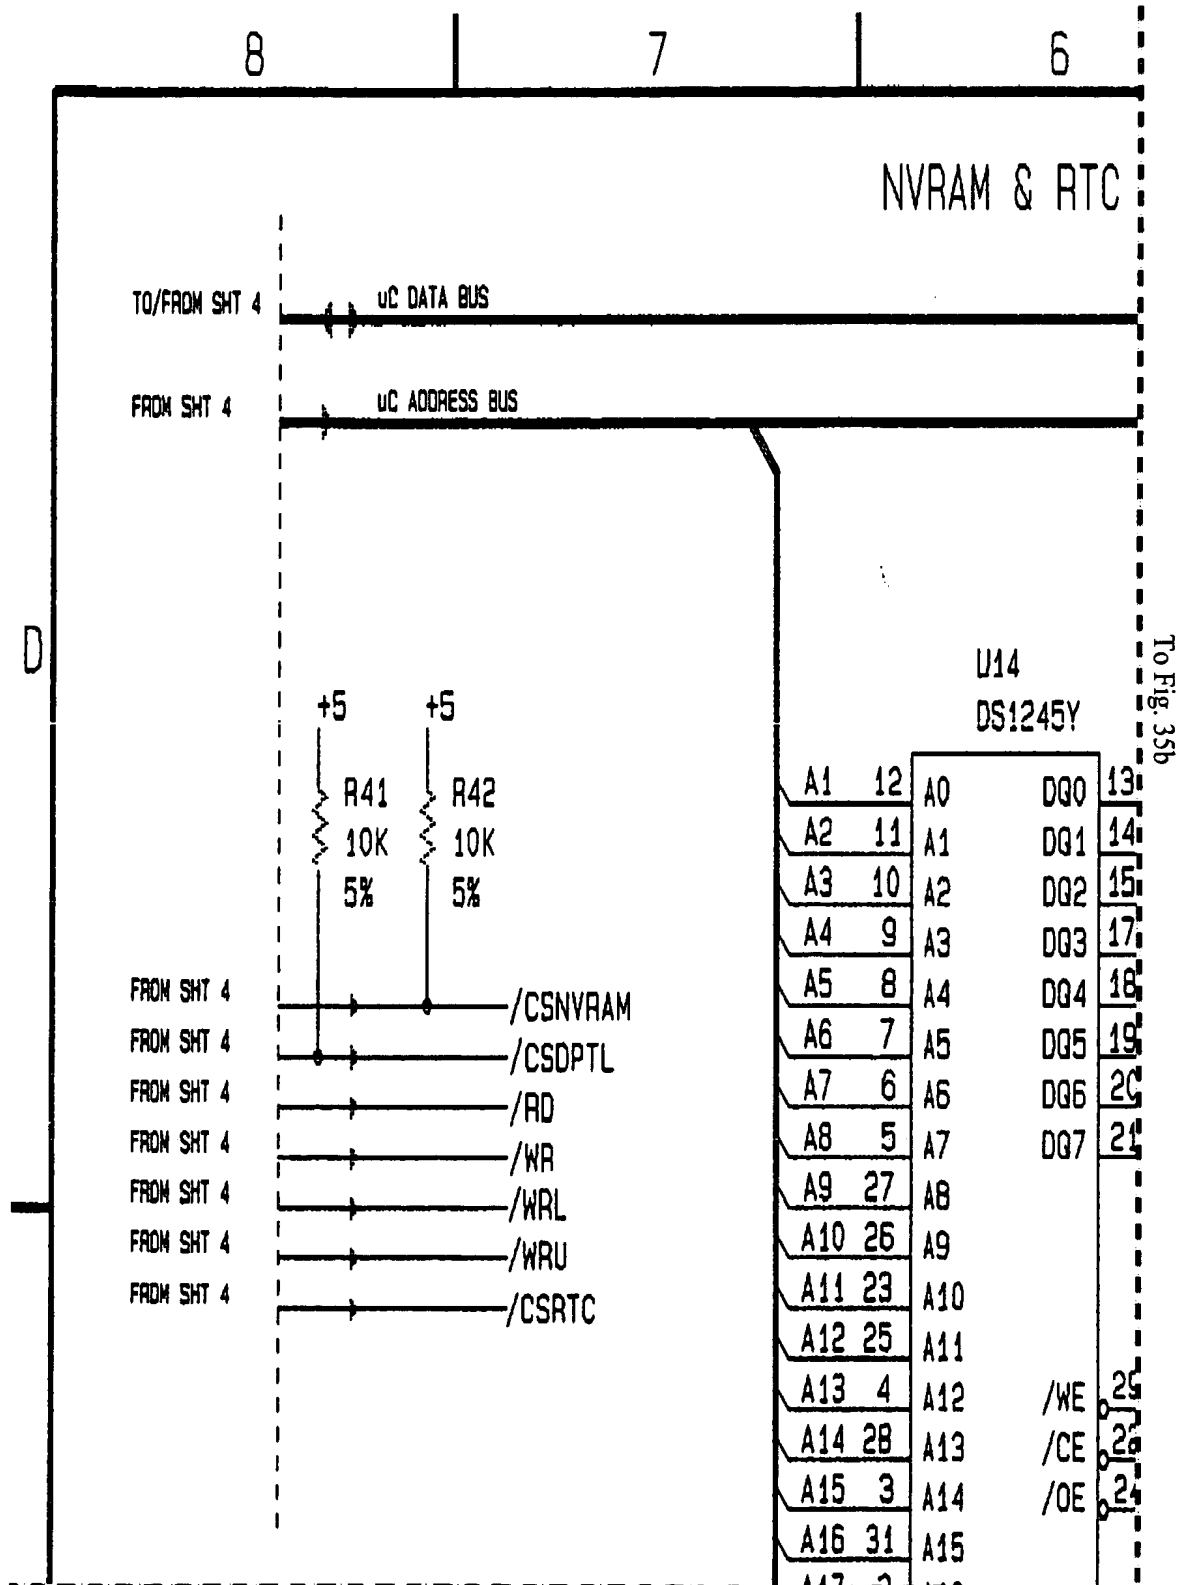 8 7 6
NVRAM & RTC
TO/FROM SHT 4 uC DATA BUS
FROM SHT 4 uC ADDRESS BUS
D
To Fig. 35b
U14
DS1245Y
+5 +5
R41 R42
10K 10K
5% 5%
FROM SHT 4 /CSNVRAM
FROM SHT 4 /CSDPTL
FROM SHT 4 /RD
FROM SHT 4 /WR
FROM SHT 4 /WRL
FROM SHT 4 /WRU
FROM SHT 4 /CSRTC
A1 12 A0 DQ0 13
A2 11 A1 DQ1 14
A3 10 A2 DQ2 15
A4 9 A3 DQ3 17
A5 8 A4 DQ4 18
A6 7 A5 DQ5 19
A7 6 A6 DQ6 20
A8 5 A7 DQ7 21
A9 27 A8
A10 26 A9
A11 23 A10
A12 25 A11
A13 4 A12 /WE
A14 28 A13 /CE
A15 3 A14 /OE
A16 31 A15